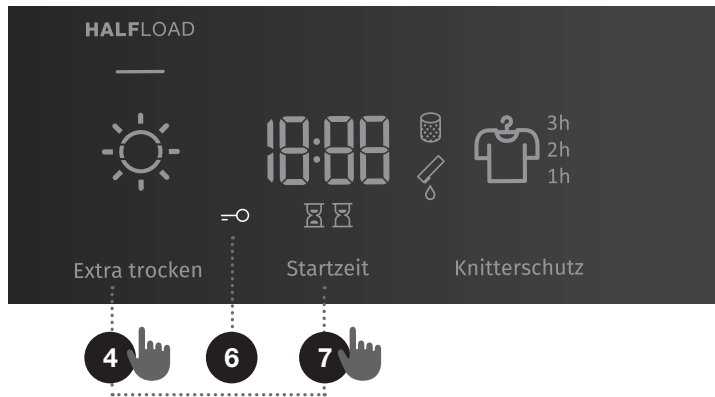 HALFLOAD
18:88
3h
2h
1h
Extra trocken
Startzeit
Knitterschutz
4
6
7